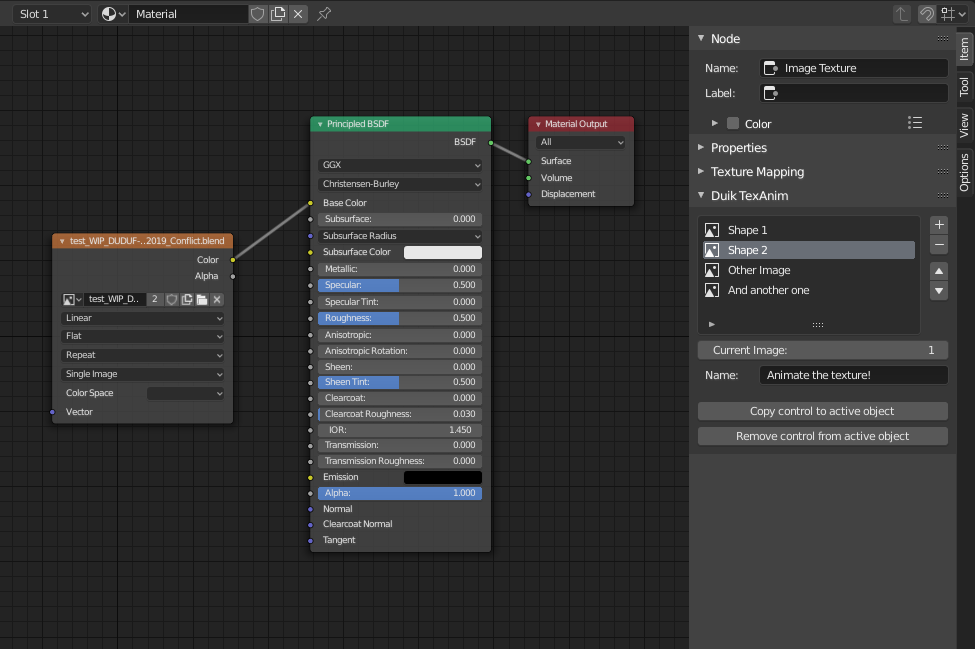 Slot 1
Material
Principled BSDF
BSDF
GGX
Christensen-Burley
Base Color
Subsurface: 0.000
Subsurface Radius
Subsurface Color
Metallic: 0.000
Specular: 0.500
Specular Tint: 0.000
Roughness: 0.500
Anisotropic: 0.000
Anisotropic Rotation: 0.000
Sheen: 0.000
Sheen Tint: 0.500
Clearcoat: 0.000
Clearcoat Roughness: 0.030
IOR: 1.450
Transmission: 0.000
Transmission Roughness: 0.000
Emission
Alpha: 1.000
Normal
Clearcoat Normal
Tangent
Material Output
All
Surface
Volume
Displacement
test_WIP_DUDUF-..2019_Conflict.blend
Color
Alpha
test_WIP_D.. 2
Linear
Flat
Repeat
Single Image
Color Space
Vector
Node
Name: Image Texture
Label:
Color
Properties
Texture Mapping
Duik TexAnim
Shape 1
Shape 2
Other Image
And another one
Current Image: 1
Name: Animate the texture!
Copy control to active object
Remove control from active object
Item
Tool
View
Options